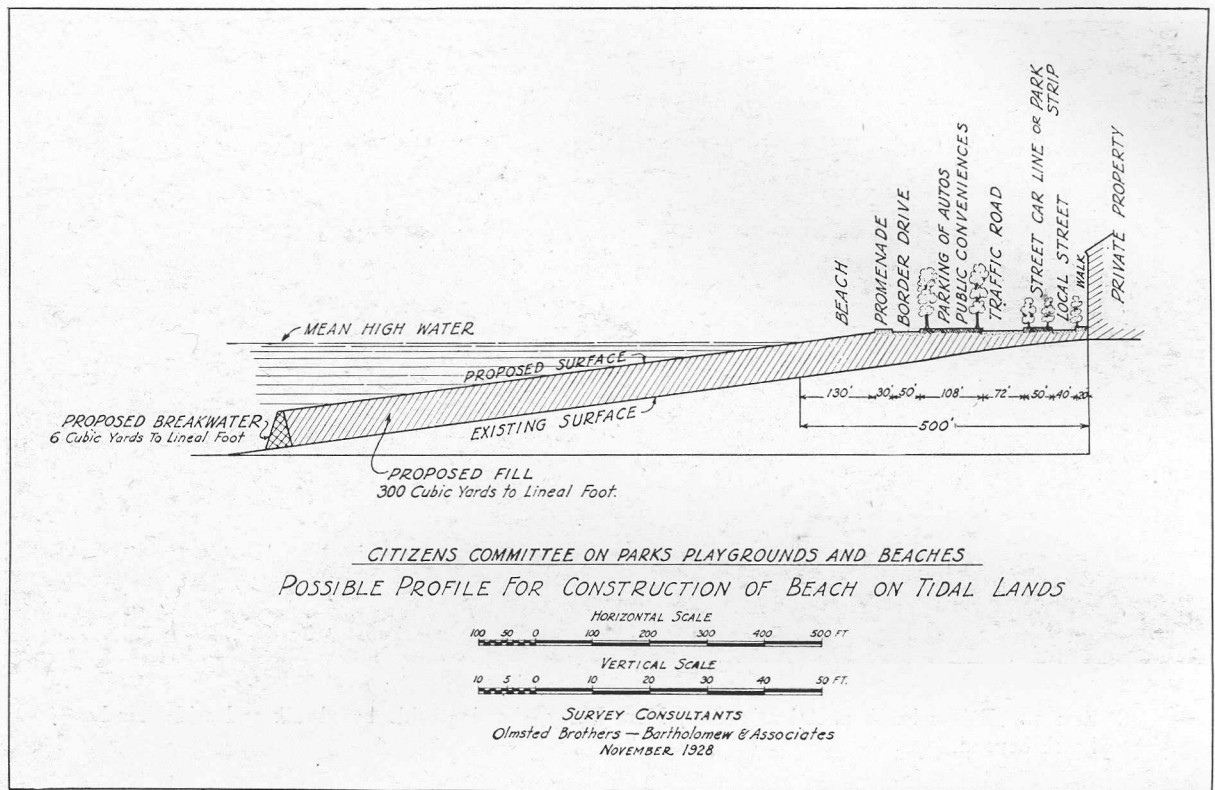 BEACH
PROMENADE
BORDER DRIVE
PARKING OF AUTOS
PUBLIC CONVENIENCES
TRAFFIC ROAD
STREET CAR LINE OR PARK
STRIP
LOCAL STREET
WALK
PRIVATE PROPERTY
MEAN HIGH WATER
PROPOSED SURFACE
PROPOSED BREAKWATER
6 Cubic Yards To Lineal Foot
EXISTING SURFACE
130' 30' 50' 108' 72' 50' 40' 20'
500'
PROPOSED FILL
300 Cubic Yards to Lineal Foot.
CITIZENS COMMITTEE ON PARKS PLAYGROUNDS AND BEACHES
POSSIBLE PROFILE FOR CONSTRUCTION OF BEACH ON TIDAL LANDS
HORIZONTAL SCALE
100 50 0 100 200 300 400 500 FT
VERTICAL SCALE
10 5 0 10 20 30 40 50 FT.
SURVEY CONSULTANTS
Olmsted Brothers — Bartholomew & Associates
NOVEMBER 1928